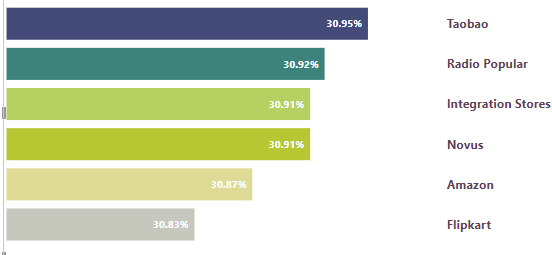 30.95% Taobao
30.92% Radio Popular
30.91% Integration Stores
30.91% Novus
30.87% Amazon
30.83% Flipkart